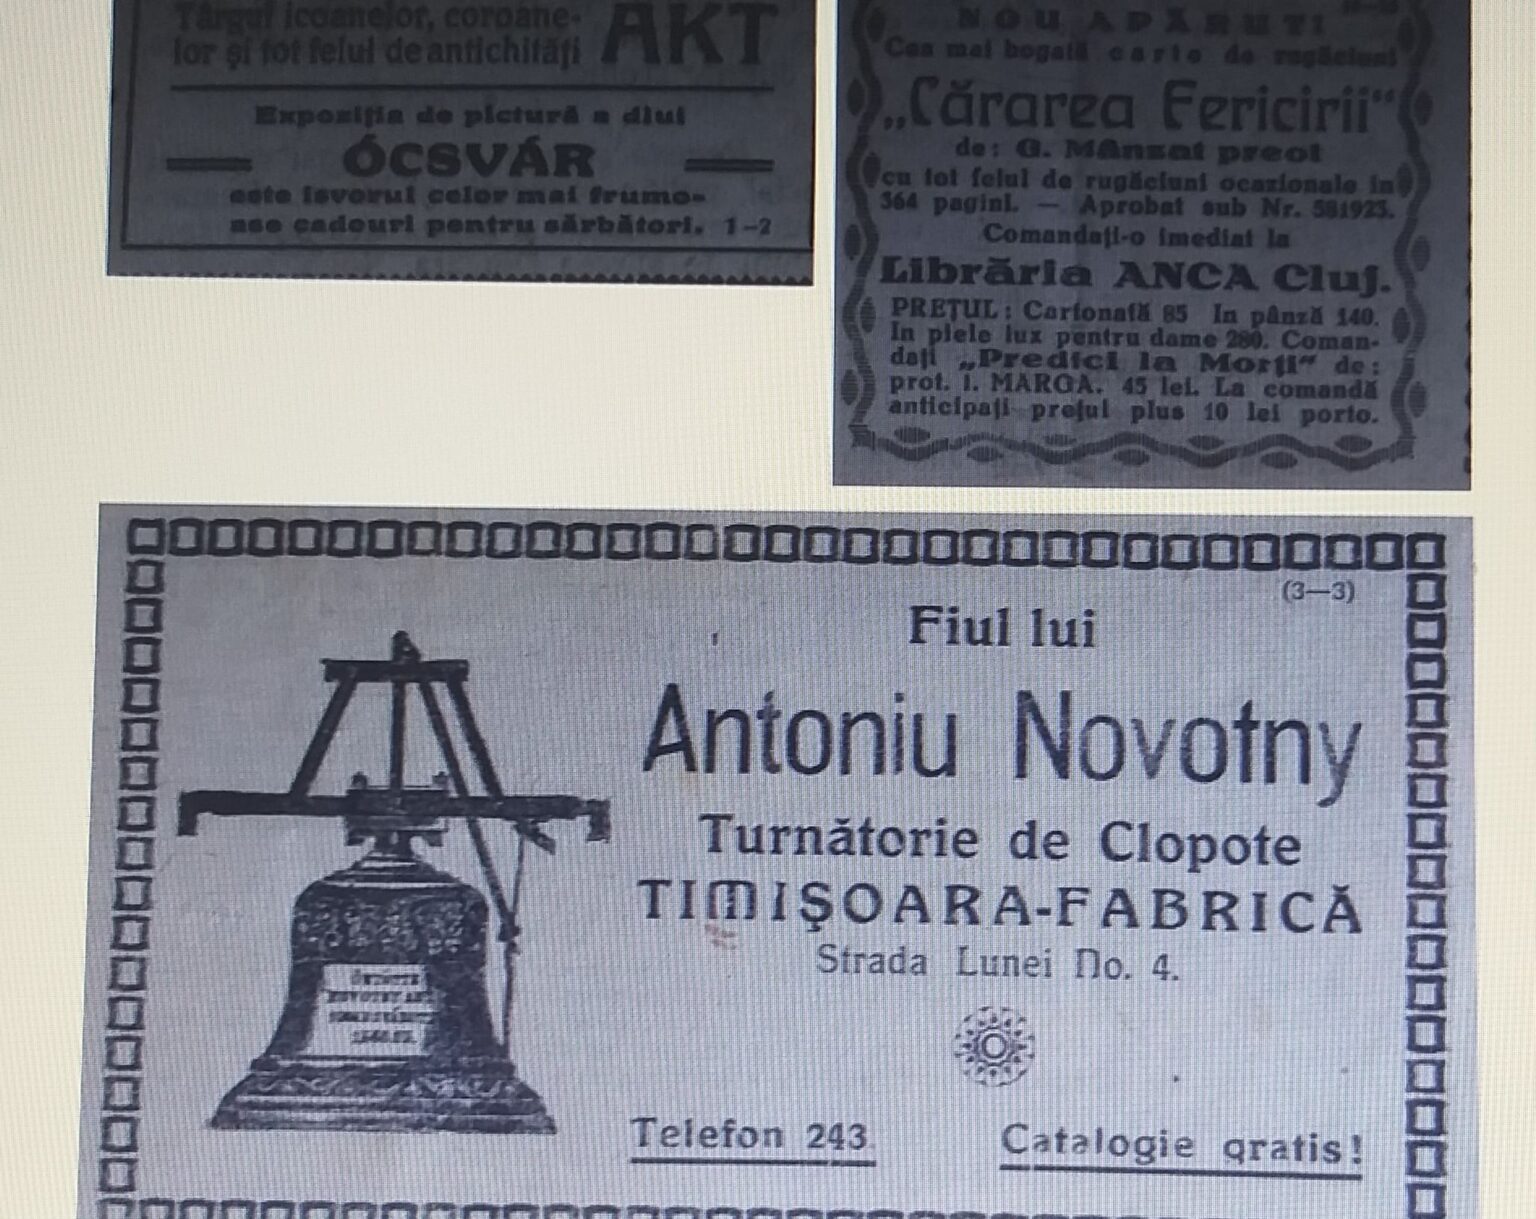 Târgul icoanelor, coroane-
lor și tot felul de antichități
AKT
Expoziția de pictură a dlui
ÓCSVÁR
este isvorul celor mai frumo-
ase cadouri pentru sărbători. 1-2
NOU APĂRUT!
Cea mai bogată carte de rugăciuni
„Cărarea Fericirii“
de: G. Mânzat preot
cu tot felul de rugăciuni ocazionale în
364 pagini. — Aprobat sub Nr. 581923.
Comandați-o imediat la
Librăria ANCA Cluj.
PREȚUL: Cartonată 85 In pânză 140.
In piele lux pentru dame 280. Coman-
dați „Predici la Morți“ de:
prot. I. MARGA. 45 lei. La comandă
anticipați prețul plus 10 lei porto.
(3—3)
Fiul lui
Antoniu Novotny
Turnătorie de Clopote
TIMIȘOARA-FABRICĂ
Strada Lunei No. 4.
ÖNTÖTTE
NOVOTNY ANT.
Telefon 243.
Catalogie gratis!